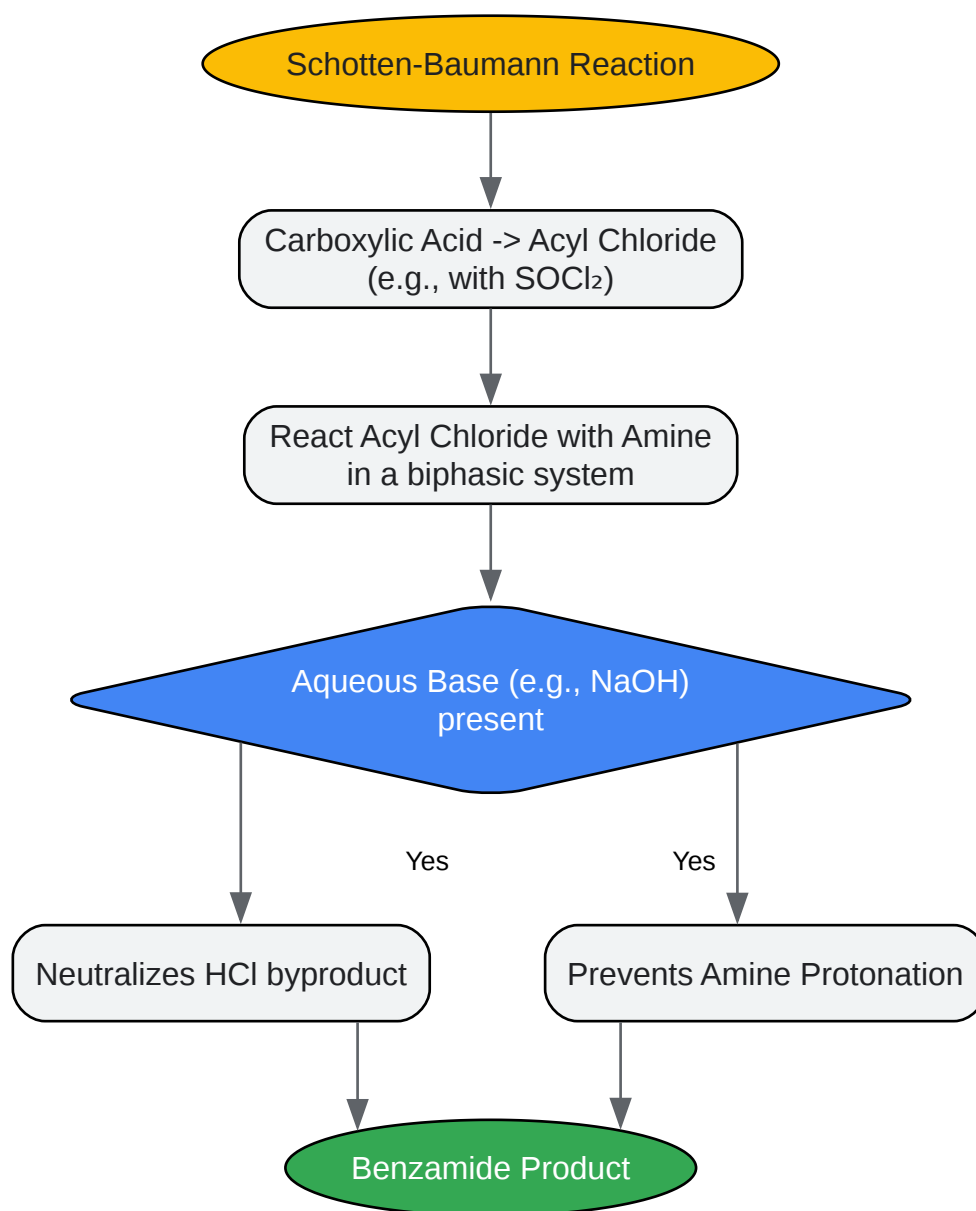 Schotten-Baumann Reaction
Carboxylic Acid -> Acyl Chloride
(e.g., with SOCl₂)
React Acyl Chloride with Amine
in a biphasic system
Aqueous Base (e.g., NaOH)
present
Yes
Yes
Neutralizes HCl byproduct
Prevents Amine Protonation
Benzamide Product